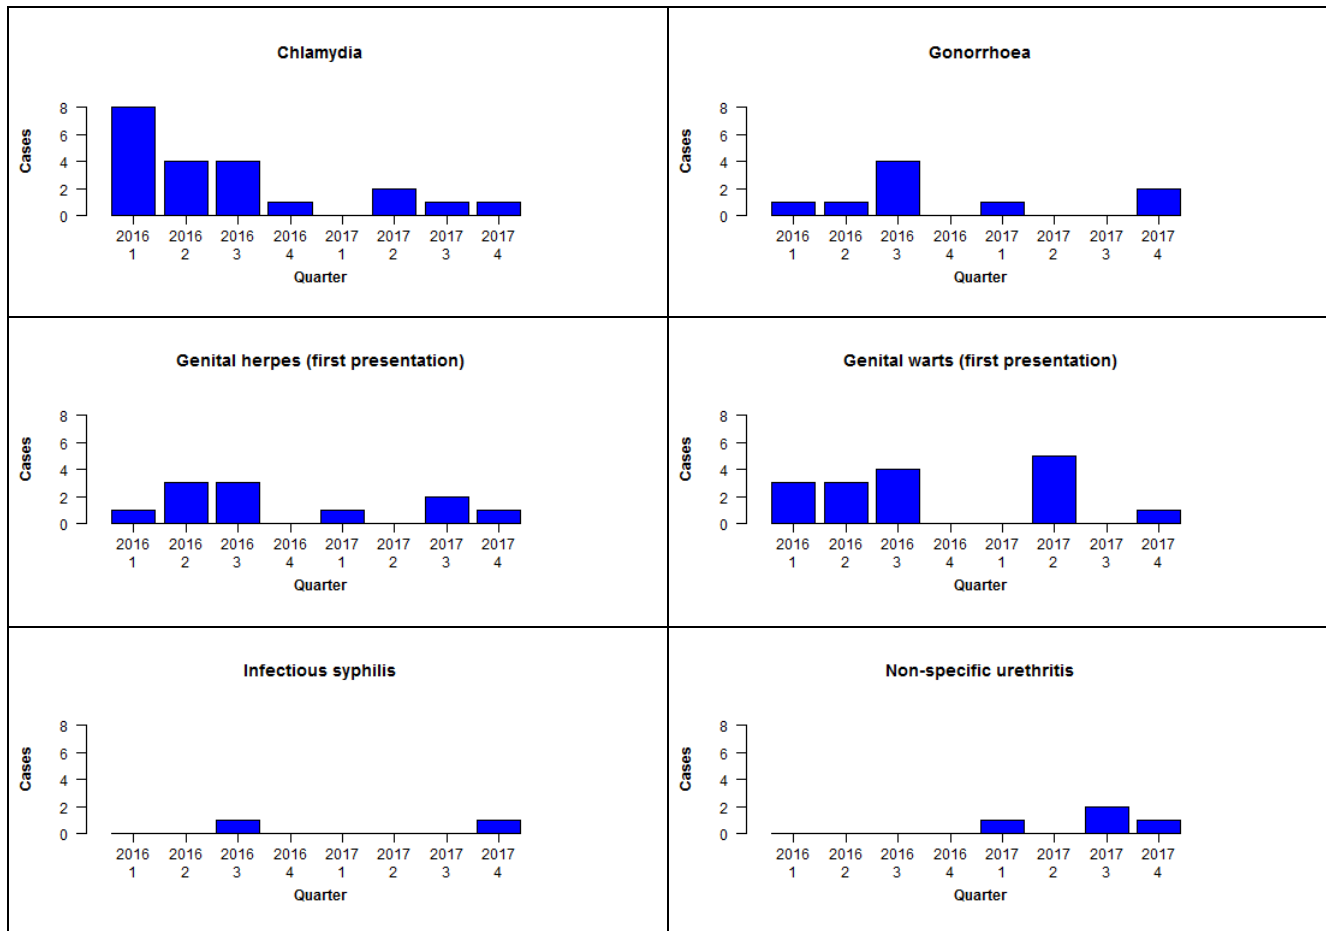 Chlamydia
Cases
8
6
4
2
0
2016 2016 2016 2016 2017 2017 2017 2017
1 2 3 4 1 2 3 4
Quarter
Gonorrhoea
Cases
8
6
4
2
0
2016 2016 2016 2016 2017 2017 2017 2017
1 2 3 4 1 2 3 4
Quarter
Genital herpes (first presentation)
Cases
8
6
4
2
0
2016 2016 2016 2016 2017 2017 2017 2017
1 2 3 4 1 2 3 4
Quarter
Genital warts (first presentation)
Cases
8
6
4
2
0
2016 2016 2016 2016 2017 2017 2017 2017
1 2 3 4 1 2 3 4
Quarter
Infectious syphilis
Cases
8
6
4
2
0
2016 2016 2016 2016 2017 2017 2017 2017
1 2 3 4 1 2 3 4
Quarter
Non-specific urethritis
Cases
8
6
4
2
0
2016 2016 2016 2016 2017 2017 2017 2017
1 2 3 4 1 2 3 4
Quarter